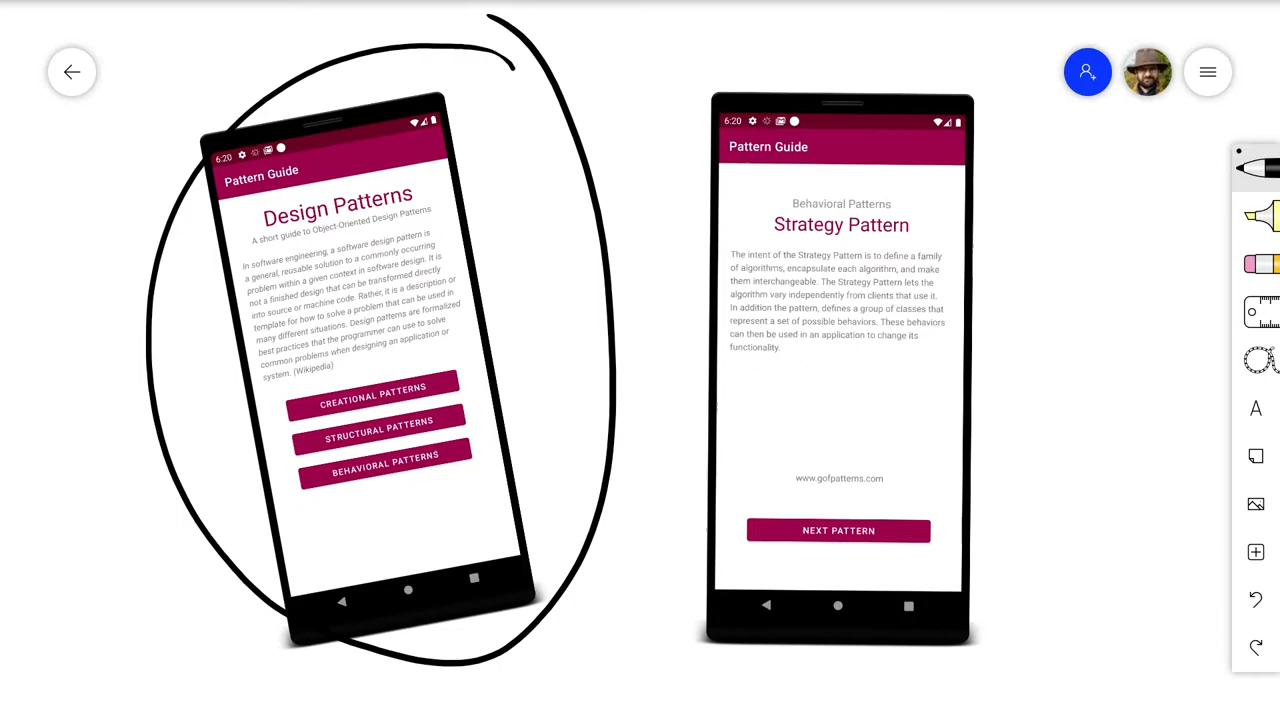 6:20
Pattern Guide
Design Patterns
A short guide to Object-Oriented Design Patterns
In software engineering, a software design pattern is
a general, reusable solution to a commonly occurring
problem within a given context in software design. It is
not a finished design that can be transformed directly
into source or machine code. Rather, it is a description or
template for how to solve a problem that can be used in
many different situations. Design patterns are formalized
best practices that the programmer can use to solve
common problems when designing an application or
system. (Wikipedia)
CREATIONAL PATTERNS
STRUCTURAL PATTERNS
BEHAVIORAL PATTERNS
6:20
Pattern Guide
Behavioral Patterns
Strategy Pattern
The intent of the Strategy Pattern is to define a family
of algorithms, encapsulate each algorithm, and make
them interchangeable. The Strategy Pattern lets the
algorithm vary independently from clients that use it.
In addition the pattern, defines a group of classes that
represent a set of possible behaviors. These behaviors
can then be used in an application to change its
functionality.
www.gofpatterns.com
NEXT PATTERN
A